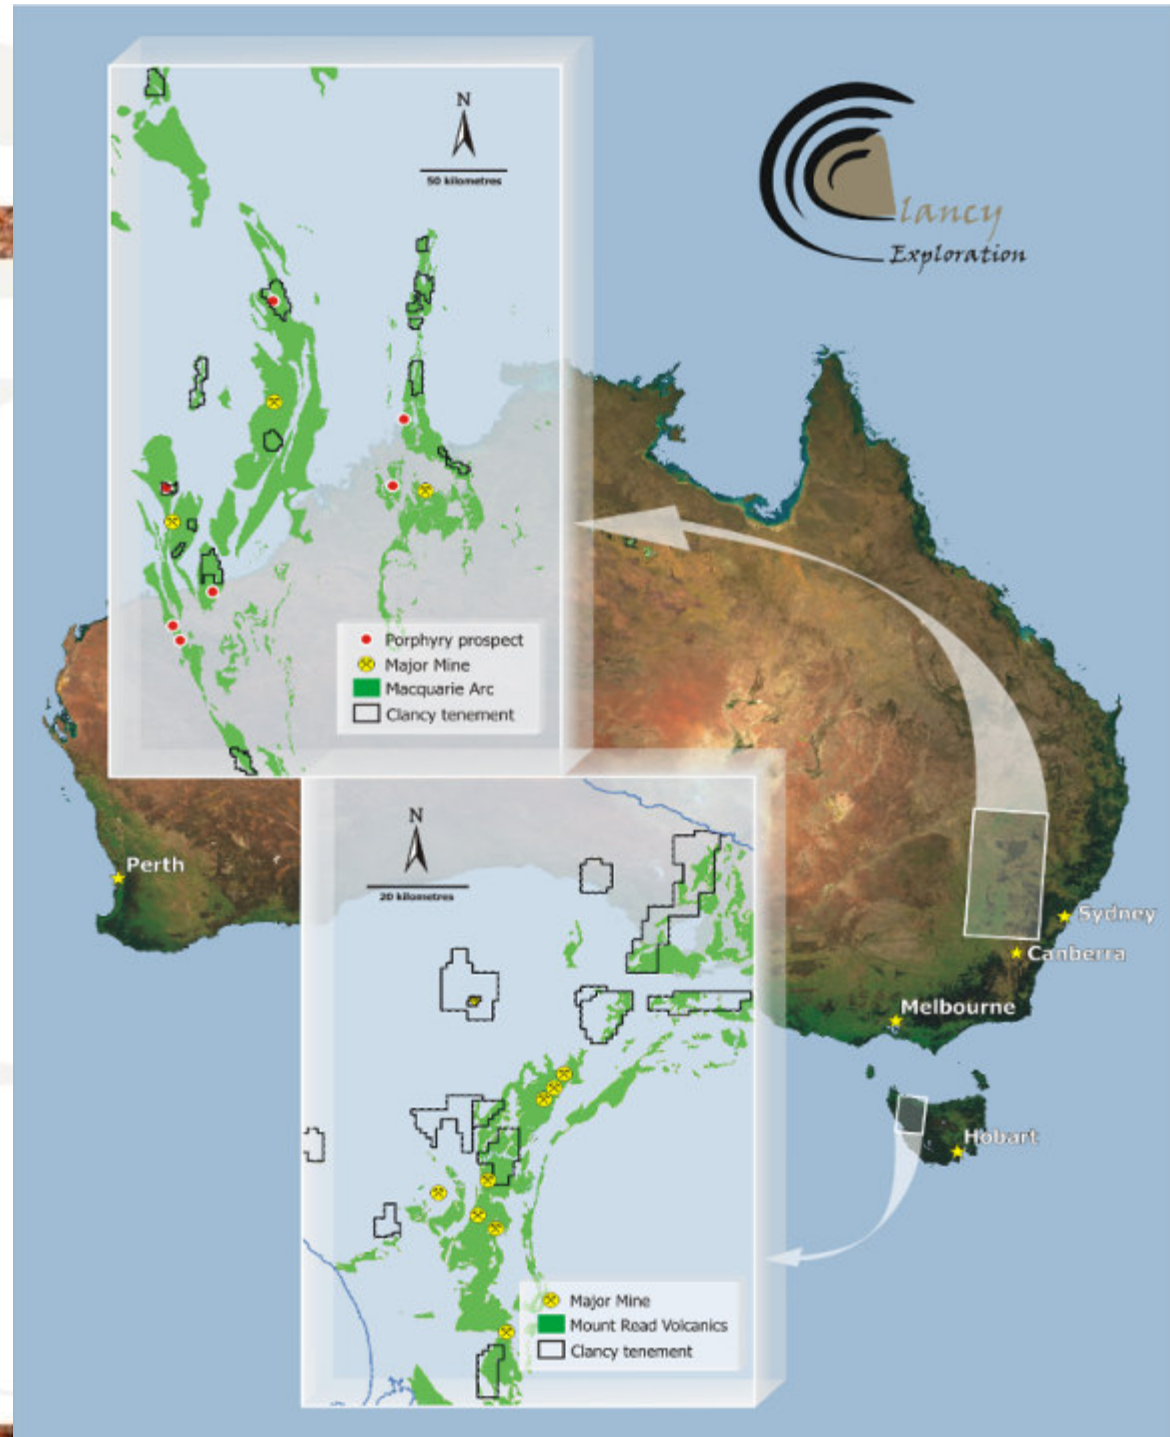 N
50 kilometres
Clancy
Exploration
Porphyry prospect
Major Mine
Macquarie Arc
Clancy tenement
N
20 kilometres
Perth
Sydney
Canberra
Melbourne
Hobart
Major Mine
Mount Read Volcanics
Clancy tenement